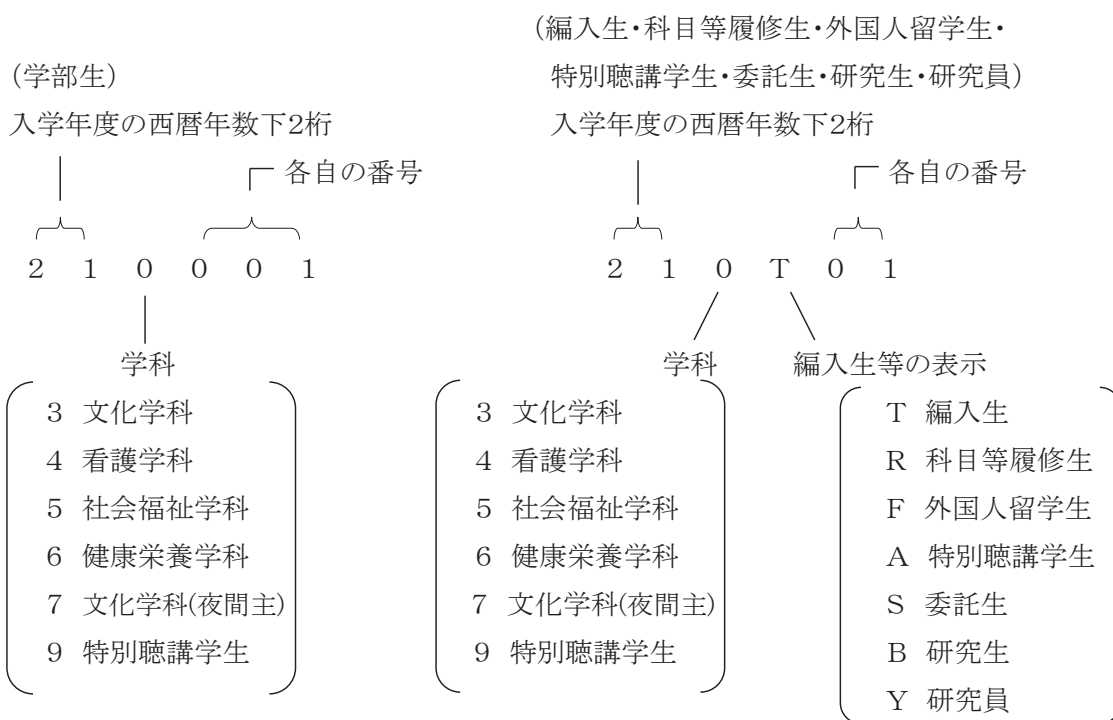 (学部生)
入学年度の西暦年数下2桁
各自の番号
2 1 0 0 0 1
学科
3 文化学科
4 看護学科
5 社会福祉学科
6 健康栄養学科
7 文化学科(夜間主)
9 特別聴講学生
(編入生・科目等履修生・外国人留学生・
特別聴講学生・委託生・研究生・研究員)
入学年度の西暦年数下2桁
各自の番号
2 1 0 T 0 1
学科
3 文化学科
4 看護学科
5 社会福祉学科
6 健康栄養学科
7 文化学科(夜間主)
9 特別聴講学生
編入生等の表示
T 編入生
R 科目等履修生
F 外国人留学生
A 特別聴講学生
S 委託生
B 研究生
Y 研究員